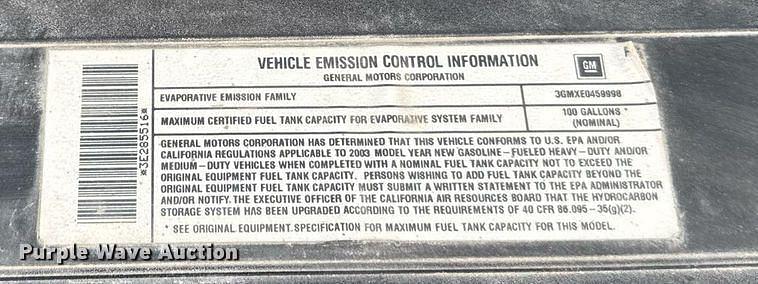 VEHICLE EMISSION CONTROL INFORMATION
GENERAL MOTORS CORPORATION
GM
EVAPORATIVE EMISSION FAMILY
3GMXE0459998
MAXIMUM CERTIFIED FUEL TANK CAPACITY FOR EVAPORATIVE SYSTEM FAMILY
100 GALLONS *
(NOMINAL)
*3E285516*
GENERAL MOTORS CORPORATION HAS DETERMINED THAT THIS VEHICLE CONFORMS TO U.S. EPA AND/OR
CALIFORNIA REGULATIONS APPLICABLE TO 2003 MODEL YEAR NEW GASOLINE – FUELED HEAVY – DUTY AND/OR
MEDIUM – DUTY VEHICLES WHEN COMPLETED WITH A NOMINAL FUEL TANK CAPACITY NOT TO EXCEED THE
ORIGINAL EQUIPMENT FUEL TANK CAPACITY. PERSONS WISHING TO ADD FUEL TANK CAPACITY BEYOND THE
ORIGINAL EQUIPMENT FUEL TANK CAPACITY MUST SUBMIT A WRITTEN STATEMENT TO THE EPA ADMINISTRATOR
AND/OR NOTIFY. THE EXECUTIVE OFFICER OF THE CALIFORNIA AIR RESOURCES BOARD THAT THE HYDROCARBON
STORAGE SYSTEM HAS BEEN UPGRADED ACCORDING TO THE REQUIREMENTS OF 40 CFR 86.095 – 35(g)(2).
* SEE ORIGINAL EQUIPMENT SPECIFICATION FOR MAXIMUM FUEL TANK CAPACITY FOR THIS MODEL.
Purple Wave Auction